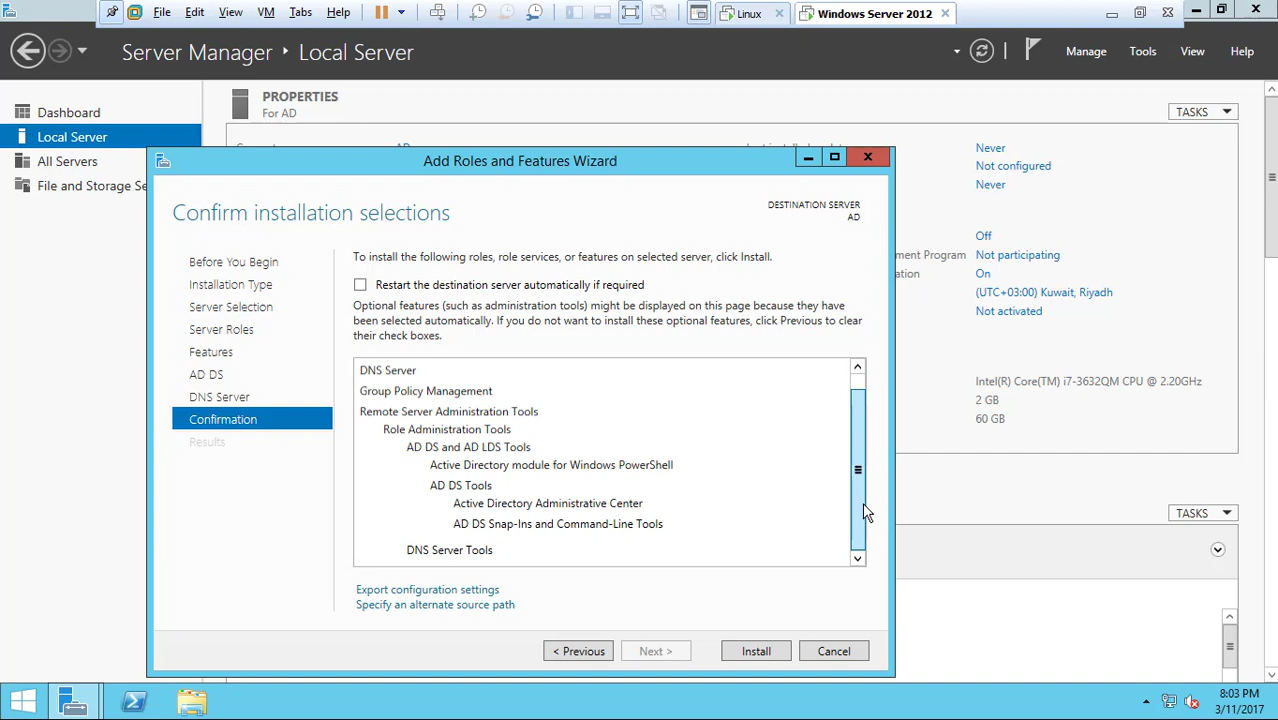 File Edit View VM Tabs Help Linux Windows Server 2012
Server Manager Local Server Manage Tools View Help
Dashboard
Local Server
All Servers
File and Storage Se
PROPERTIES
For AD
TASKS
Never
Not configured
Never
Off
ment Program Not participating
ation On
(UTC+03:00) Kuwait, Riyadh
Not activated
Intel(R) Core(TM) i7-3632QM CPU @ 2.20GHz
2 GB
60 GB
TASKS
Add Roles and Features Wizard
Confirm installation selections
DESTINATION SERVER
AD
Before You Begin
Installation Type
Server Selection
Server Roles
Features
AD DS
DNS Server
Confirmation
Results
To install the following roles, role services, or features on selected server, click Install.
Restart the destination server automatically if required
Optional features (such as administration tools) might be displayed on this page because they have
been selected automatically. If you do not want to install these optional features, click Previous to clear
their check boxes.
DNS Server
Group Policy Management
Remote Server Administration Tools
Role Administration Tools
AD DS and AD LDS Tools
Active Directory module for Windows PowerShell
AD DS Tools
Active Directory Administrative Center
AD DS Snap-Ins and Command-Line Tools
DNS Server Tools
Export configuration settings
Specify an alternate source path
< Previous Next > Install Cancel
8:03 PM
3/11/2017